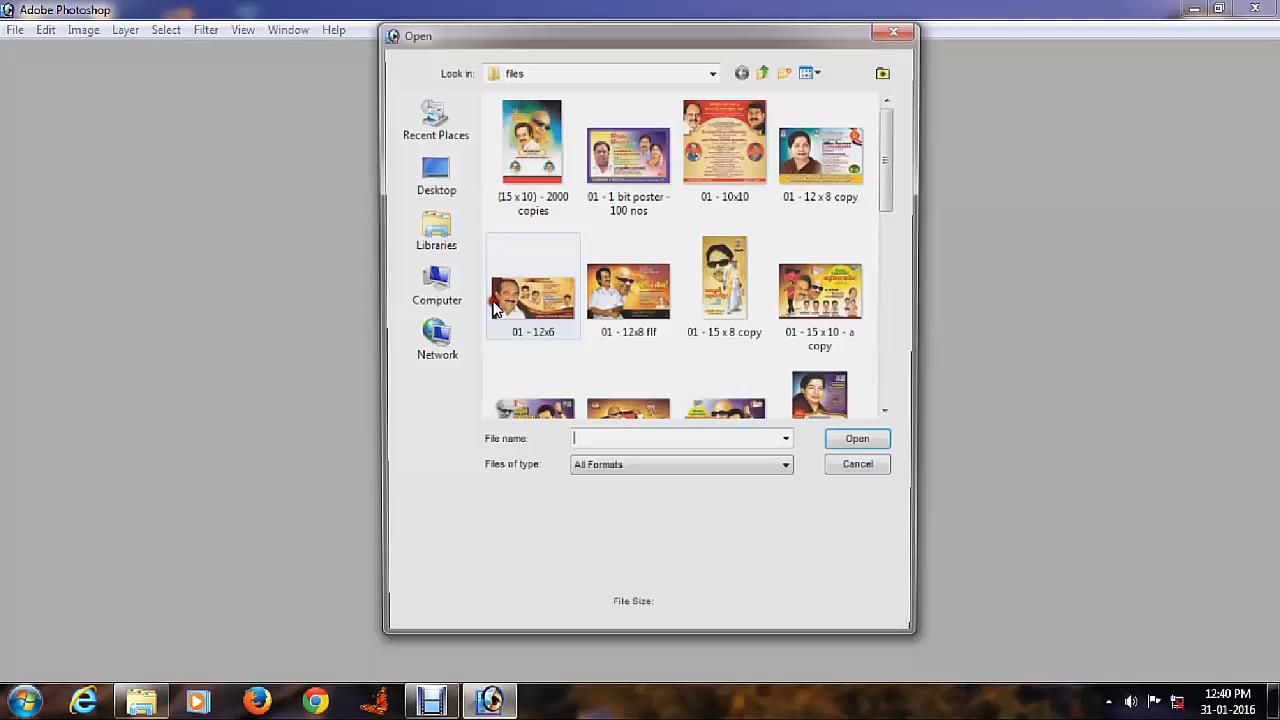 Adobe Photoshop
File Edit Image Layer Select Filter View Window Help
Open
Look in: files
Recent Places
Desktop
Libraries
Computer
Network
(15 x 10) - 2000 copies
01 - 1 bit poster - 100 nos
01 - 10x10
01 - 12 x 8 copy
01 - 12x6
01 - 12x8 flf
01 - 15 x 8 copy
01 - 15 x 10 - a copy
File name: Open
Files of type: All Formats Cancel
File Size:
12:40 PM
31-01-2016